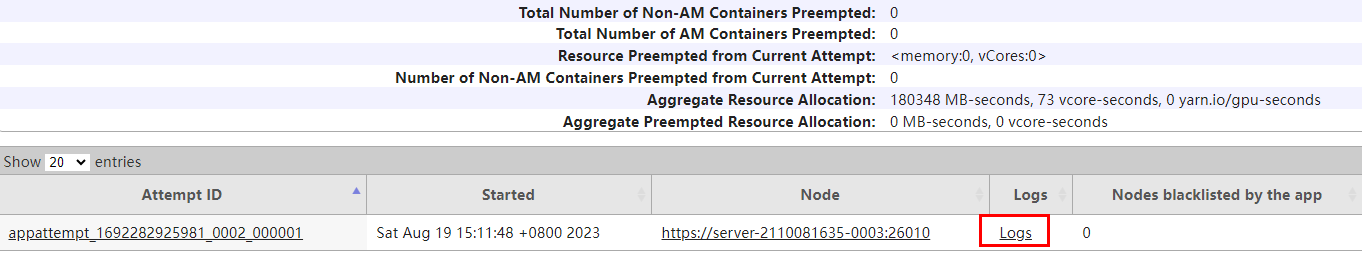 Total Number of Non-AM Containers Preempted: 0
Total Number of AM Containers Preempted: 0
Resource Preempted from Current Attempt: <memory:0, vCores:0>
Number of Non-AM Containers Preempted from Current Attempt: 0
Aggregate Resource Allocation: 180348 MB-seconds, 73 vcore-seconds, 0 yarn.io/gpu-seconds
Aggregate Preempted Resource Allocation: 0 MB-seconds, 0 vcore-seconds
Show 20 entries
Attempt ID Started Node Logs Nodes blacklisted by the app
appattempt_1692282925981_0002_000001 Sat Aug 19 15:11:48 +0800 2023 https://server-2110081635-0003:26010 Logs 0